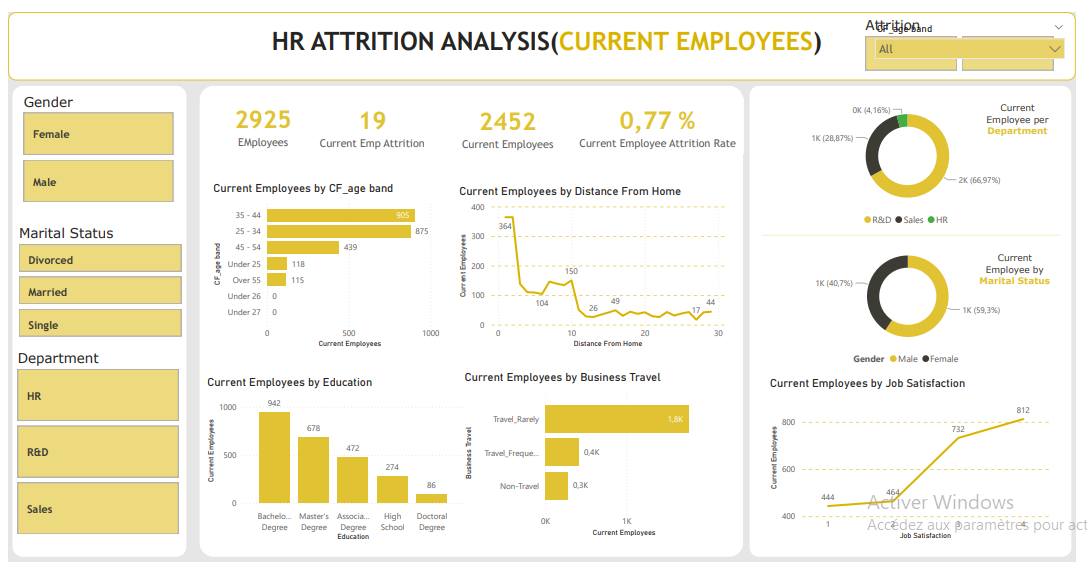 HR ATTRITION ANALYSIS(CURRENT EMPLOYEES)
Attrition
CF_age band
All
Gender
Female
Male
Marital Status
Divorced
Married
Single
Department
HR
R&D
Sales
2925
EMployees
19
Current Emp Attrition
2452
Current Employees
0,77 %
Current Employee Attrition Rate
Current Employees by CF_age band
CF_age band
35 - 44
905
25 - 34
875
45 - 54
439
Under 25
118
Over 55
115
Under 26
0
Under 27
0
0
500
1000
Current Employees
Current Employees by Distance From Home
Current Employees
400
300
200
100
0
364
104
150
26
49
17
44
0
10
20
30
Distance From Home
Current Employees by Education
Current Employees
1000
500
0
942
678
472
274
86
Bachelo... Master's Associa... High Doctoral
Degree Degree Degree School Degree
Education
Current Employees by Business Travel
Business Travel
Travel_Rarely
1,8K
Travel_Freque...
0,4K
Non-Travel
0,3K
0K
1K
Current Employees
Current
Employee per
Department
0K (4,16%)
1K (28,87%)
2K (66,97%)
R&D Sales HR
Current
Employee by
Marital Status
1K (40,7%)
1K (59,3%)
Gender Male Female
Current Employees by Job Satisfaction
Current Employees
800
600
400
444
464
732
812
1
2
3
4
Job Satisfaction
Activer Windows
Accédez aux paramètres pour act